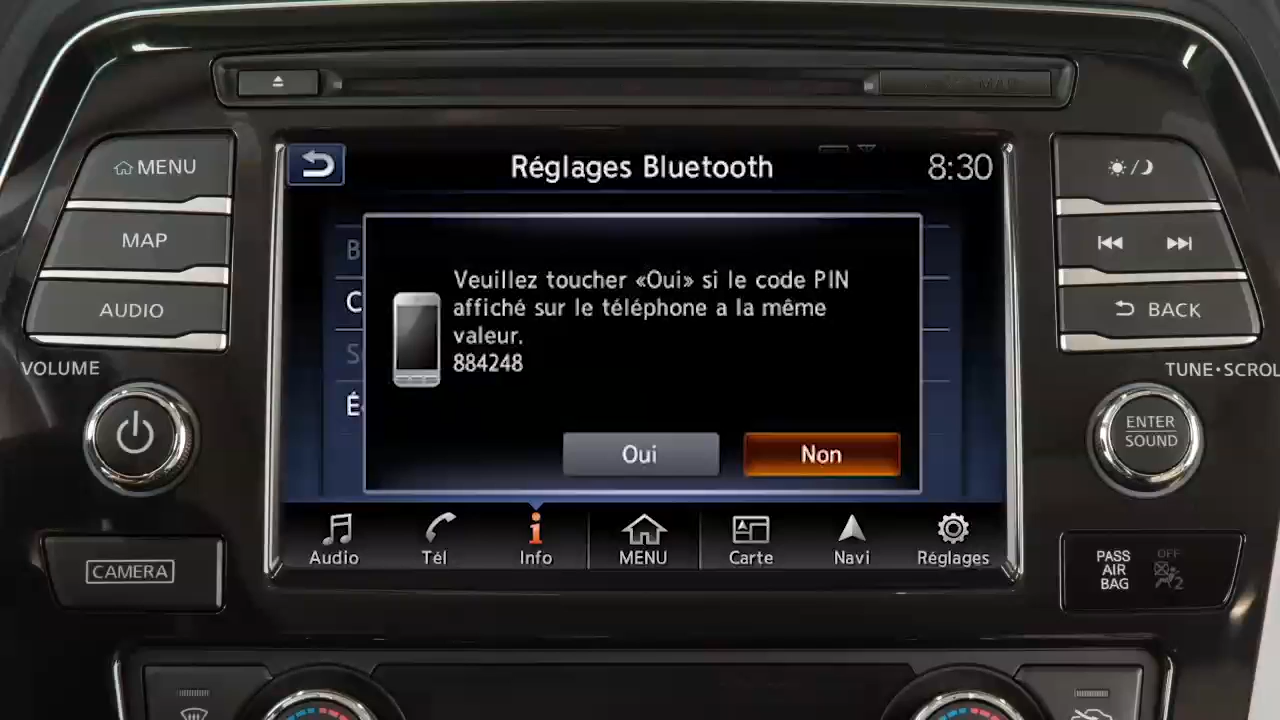 MENU
MAP
AUDIO
VOLUME
CAMERA
Réglages Bluetooth
8:30
B
C
S
É
Veuillez toucher «Oui» si le code PIN
affiché sur le téléphone a la même
valeur.
884248
Oui
Non
Audio
Tél
Info
MENU
Carte
Navi
Réglages
BACK
TUNE•SCROL
ENTER
SOUND
PASS
AIR
BAG
OFF
2